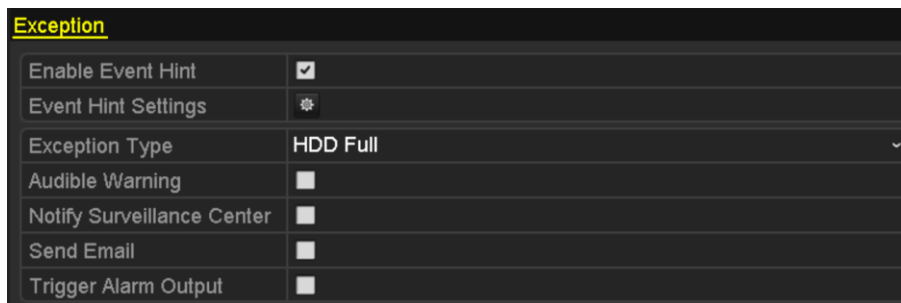 Exception
Enable Event Hint
Event Hint Settings
Exception Type HDD Full
Audible Warning
Notify Surveillance Center
Send Email
Trigger Alarm Output